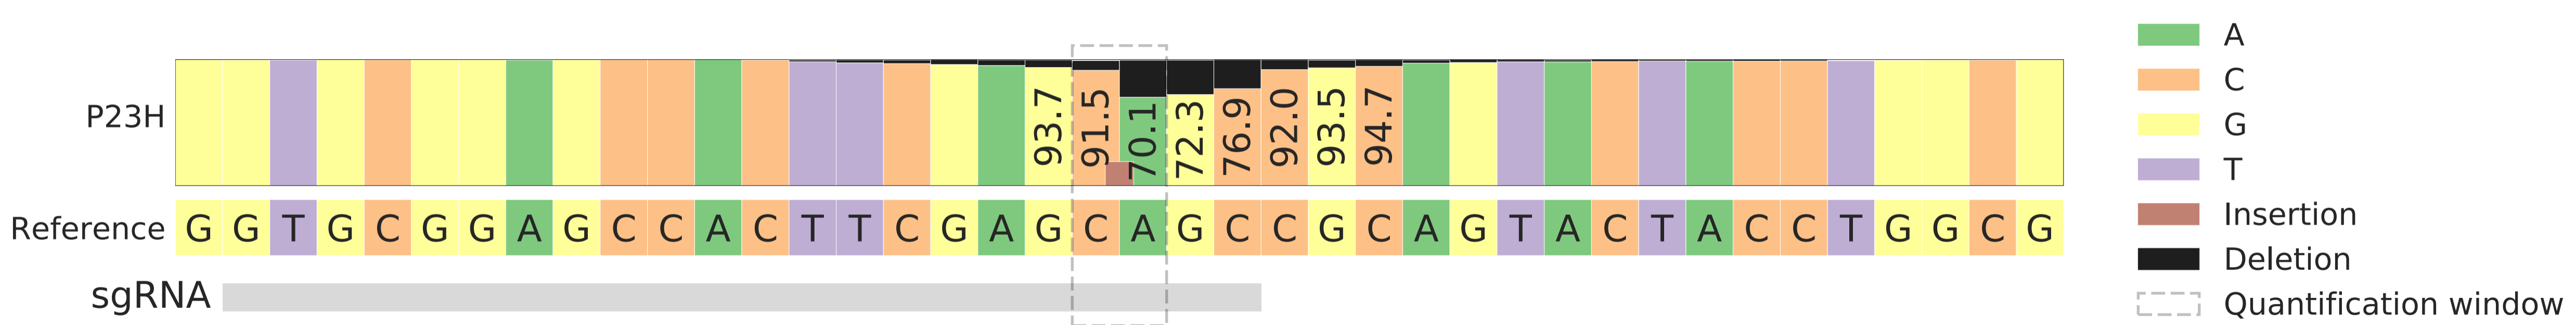 P23H
93.7 91.5 70.1 72.3 76.9 92.0 93.5 94.7
Reference G G T G C G G A G C C A C T T C G A G C A G C C G C A G T A C T A C C T G G C G
sgRNA
A
C
G
T
Insertion
Deletion
Quantification window